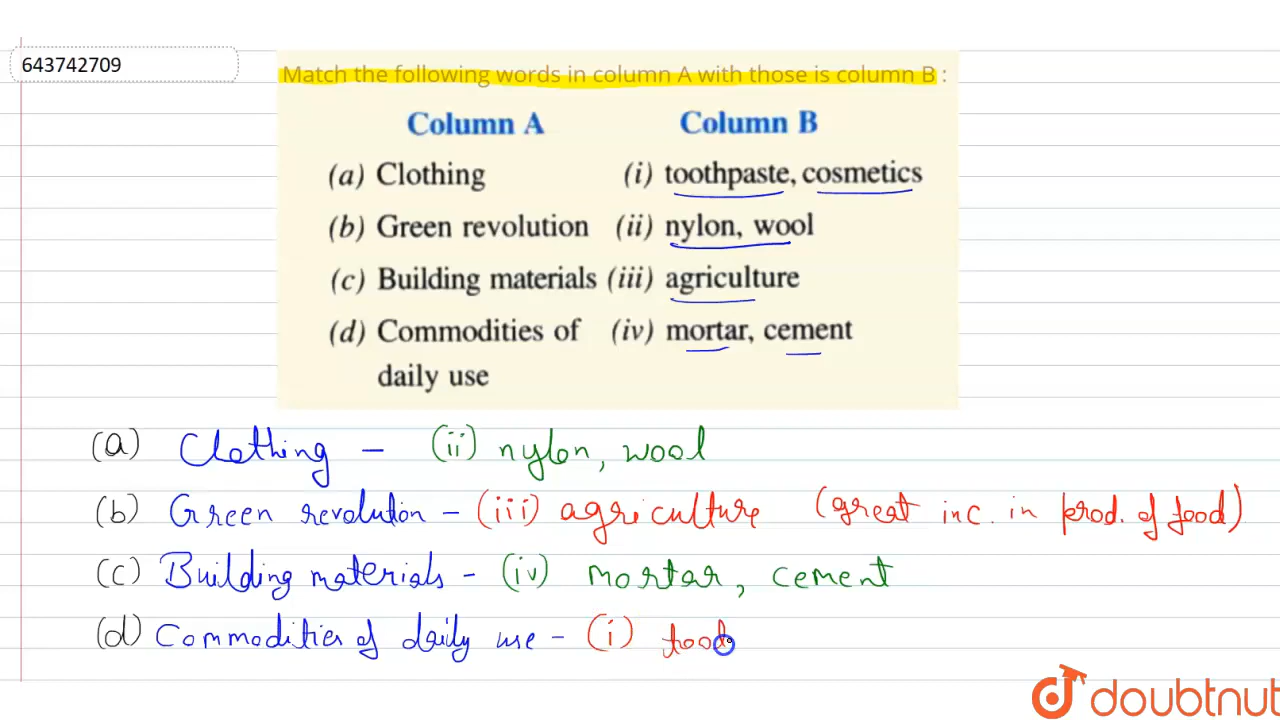 643742709
Match the following words in column A with those is column B :
Column A Column B
(a) Clothing (i) toothpaste, cosmetics
(b) Green revolution (ii) nylon, wool
(c) Building materials (iii) agriculture
(d) Commodities of (iv) mortar, cement
daily use
(a) Clothing - (ii) nylon, wool
(b) Green revolution - (iii) agriculture (great inc. in prod. of food)
(c) Building materials - (iv) mortar, cement
(d) Commodities of daily use - (i)
doubtnut